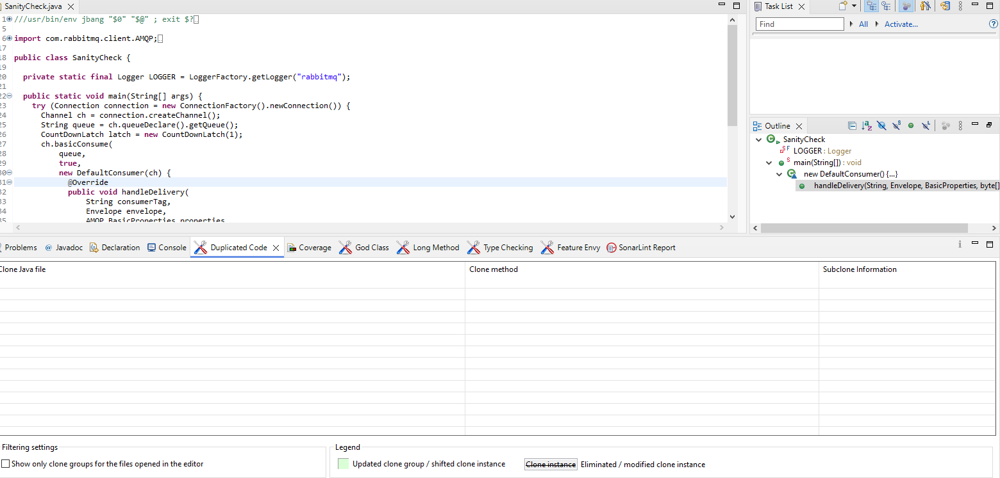 SanityCheck.java
1 ///usr/bin/env jbang "$0" "$@" ; exit $?
5
6 import com.rabbitmq.client.AMQP;
17
18 public class SanityCheck {
19
20 private static final Logger LOGGER = LoggerFactory.getLogger("rabbitmq");
21
22 public static void main(String[] args) {
23 try (Connection connection = new ConnectionFactory().newConnection()) {
24 Channel ch = connection.createChannel();
25 String queue = ch.queueDeclare().getQueue();
26 CountDownLatch latch = new CountDownLatch(1);
27 ch.basicConsume(
28 queue,
29 true,
30 new DefaultConsumer(ch) {
31 @Override
32 public void handleDelivery(
33 String consumerTag,
34 Envelope envelope,
35 AMQP.BasicProperties properties
Task List
Find
All
Activate...
Outline
SanityCheck
LOGGER : Logger
main(String[]) : void
new DefaultConsumer() {...}
handleDelivery(String, Envelope, BasicProperties, byte[]
Problems @ Javadoc Declaration Console Duplicated Code Coverage God Class Long Method Type Checking Feature Envy SonarLint Report
Clone Java file Clone method Subclone Information
Filtering settings
Show only clone groups for the files opened in the editor
Legend
Updated clone group / shifted clone instance
Clone instance Eliminated / modified clone instance